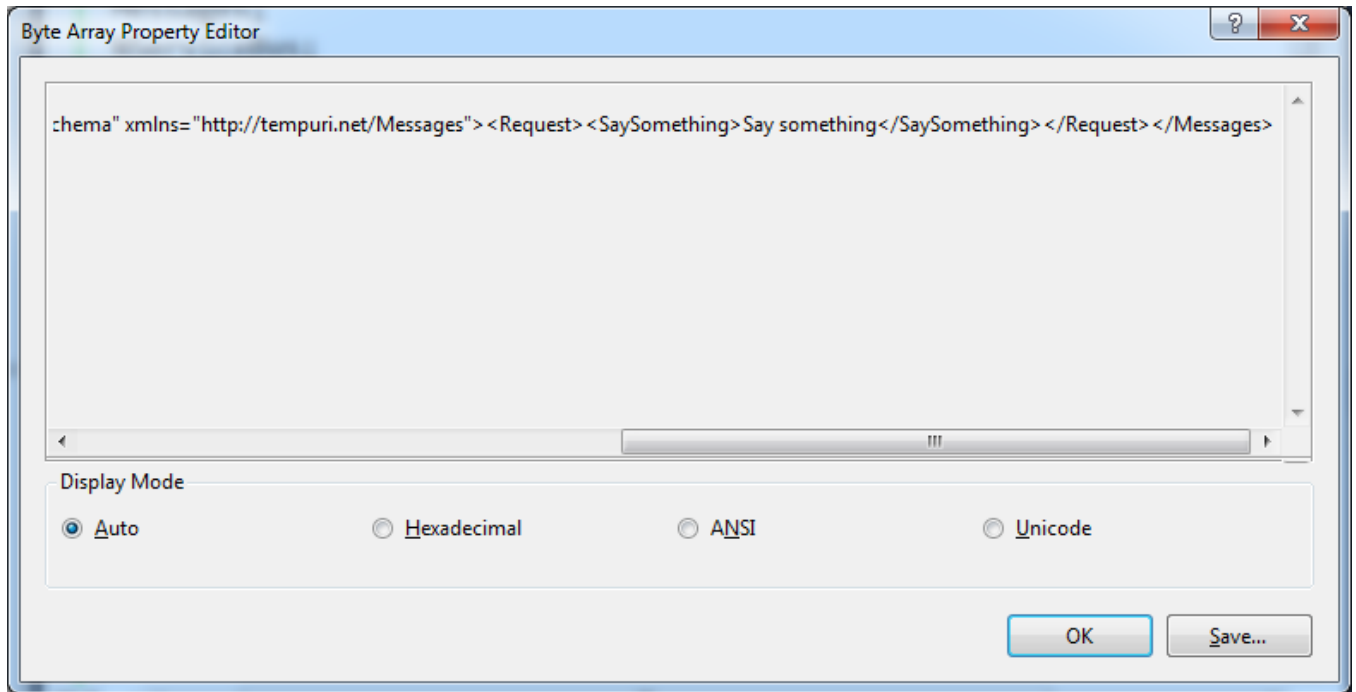 Byte Array Property Editor
chema" xmlns="http://tempuri.net/Messages"><Request><SaySomething>Say something</SaySomething></Request></Messages>
Display Mode
Auto Hexadecimal ANSI Unicode
OK Save...